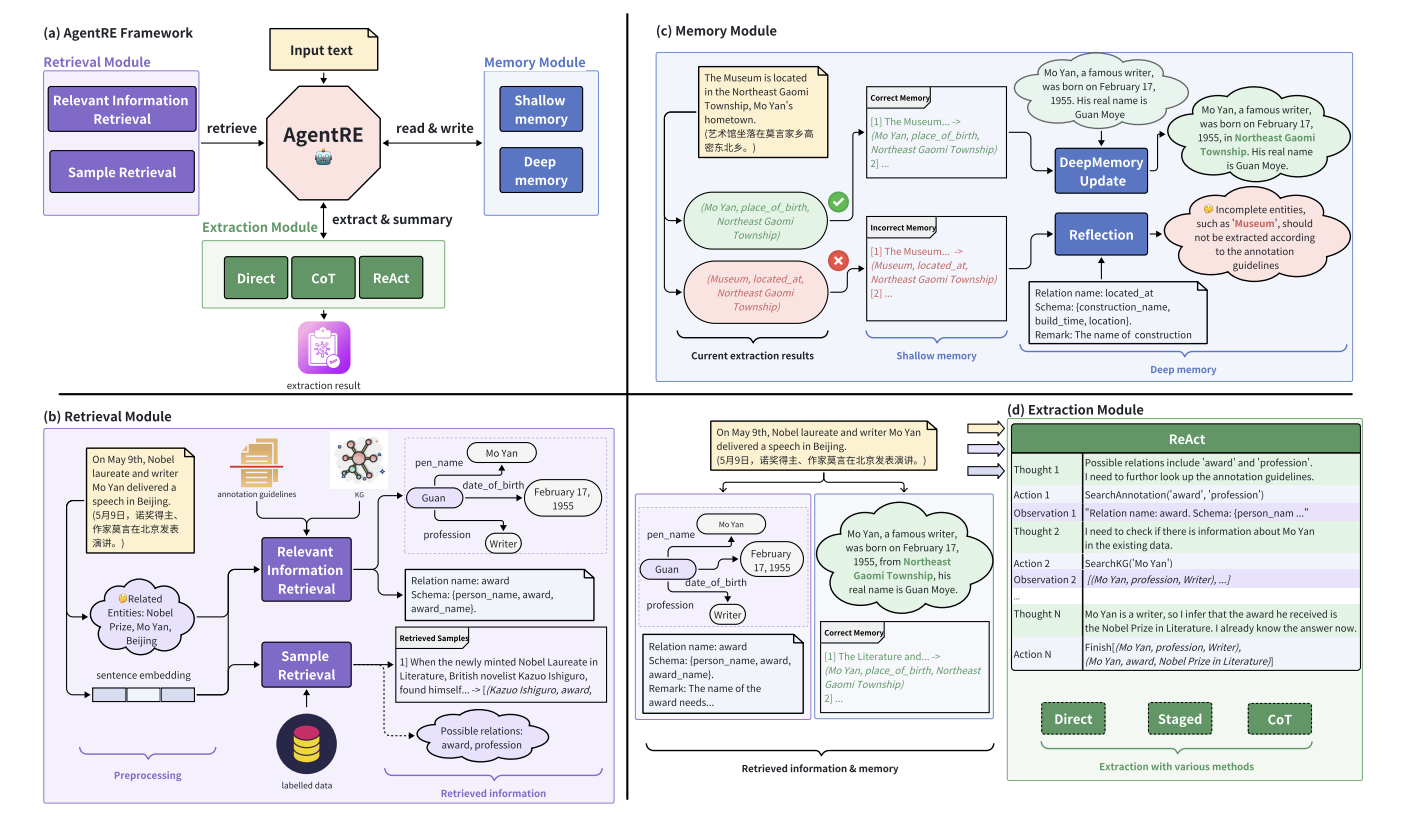 (a) AgentRE Framework
Input text
Retrieval Module
Relevant Information
Retrieval
Sample Retrieval
retrieve
AgentRE
read & write
Memory Module
Shallow
memory
Deep
memory
extract & summary
Extraction Module
Direct
CoT
ReAct
extraction result
(c) Memory Module
The Museum is located
in the Northeast Gaomi
Township, Mo Yan's
hometown.
(艺术馆坐落在莫言家乡高
密东北乡。)
(Mo Yan, place_of_birth,
Northeast Gaomi
Township)
(Museum, located_at,
Northeast Gaomi
Township)
Current extraction results
Correct Memory
[1] The Museum... ->
(Mo Yan, place_of_birth,
Northeast Gaomi Township)
2] ...
Incorrect Memory
[1] The Museum... ->
(Museum, located_at,
Northeast Gaomi Township)
[2] ...
Shallow memory
Mo Yan, a famous writer,
was born on February 17,
1955. His real name is
Guan Moye
DeepMemory
Update
Mo Yan, a famous writer,
was born on February 17,
1955, in Northeast Gaomi
Township. His real name
is Guan Moye.
Reflection
Incomplete entities,
such as 'Museum', should
not be extracted according
to the annotation
guidelines
Relation name: located_at
Schema: {construction_name,
build_time, location}.
Remark: The name of construction
Deep memory
(b) Retrieval Module
On May 9th, Nobel
laureate and writer
Mo Yan delivered a
speech in Beijing.
(5月9日，诺奖得主、
作家莫言在北京发表
演讲。)
Related
Entities: Nobel
Prize, Mo Yan,
Beijing
sentence embedding
Preprocessing
annotation guidelines
KG
Relevant
Information
Retrieval
Sample
Retrieval
labelled data
pen_name
Mo Yan
Guan
date_of_birth
February 17,
1955
profession
Writer
Relation name: award
Schema: {person_name, award,
award_name}.
Retrieved Samples
1] When the newly minted Nobel Laureate in
Literature, British novelist Kazuo Ishiguro,
found himself... -> [(Kazuo Ishiguro, award,
Possible relations:
award, profession
Retrieved information
On May 9th, Nobel laureate and writer Mo Yan
delivered a speech in Beijing.
(5月9日，诺奖得主、作家莫言在北京发表演讲。)
pen_name
Mo Yan
Guan
February
17, 1955
date_of_birth
profession
Writer
Relation name: award
Schema: {person_name, award,
award_name}.
Remark: The name of the
award needs...
Mo Yan, a famous writer,
was born on February 17,
1955, from Northeast
Gaomi Township, his
real name is Guan Moye.
Correct Memory
[1] The Literature and... ->
(Mo Yan, place_of_birth, Northeast
Gaomi Township)
2] ...
Retrieved information & memory
(d) Extraction Module
ReAct
Thought 1
Possible relations include 'award' and 'profession'.
I need to furthor look up the annotation guidelines.
Action 1
SearchAnnotation('award', 'profession')
Observation 1
"Relation name: award. Schema: {person_nam ..."
Thought 2
I need to check if there is information about Mo Yan
in the existing data.
Action 2
SearchKG('Mo Yan')
Observation 2
[(Mo Yan, profession, Writer), ...]
...
Thought N
Mo Yan is a writer, so I infer that the award he received is
the Nobel Prize in Literature. I already know the answer now.
Action N
Finish[(Mo Yan, profession, Writer),
(Mo Yan, award, Nobel Prize in Literature)]
Direct
Staged
CoT
Extraction with various methods